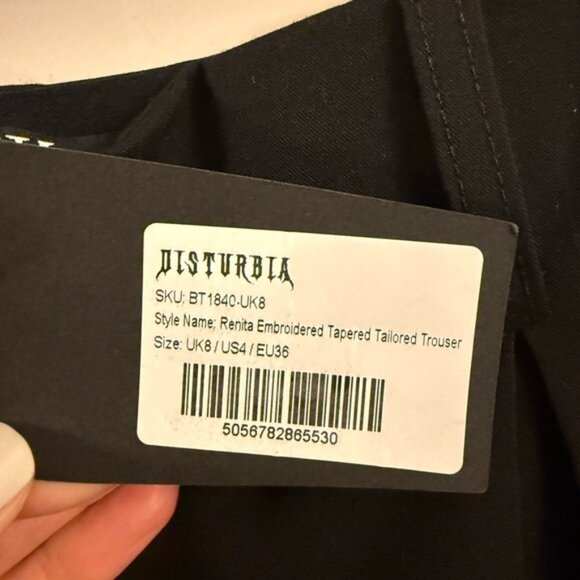 DISTURBIA
SKU: BT1840-UK8
Style Name: Renita Embroidered Tapered Tailored Trouser
Size: UK8 / US4 / EU36
5056782865530